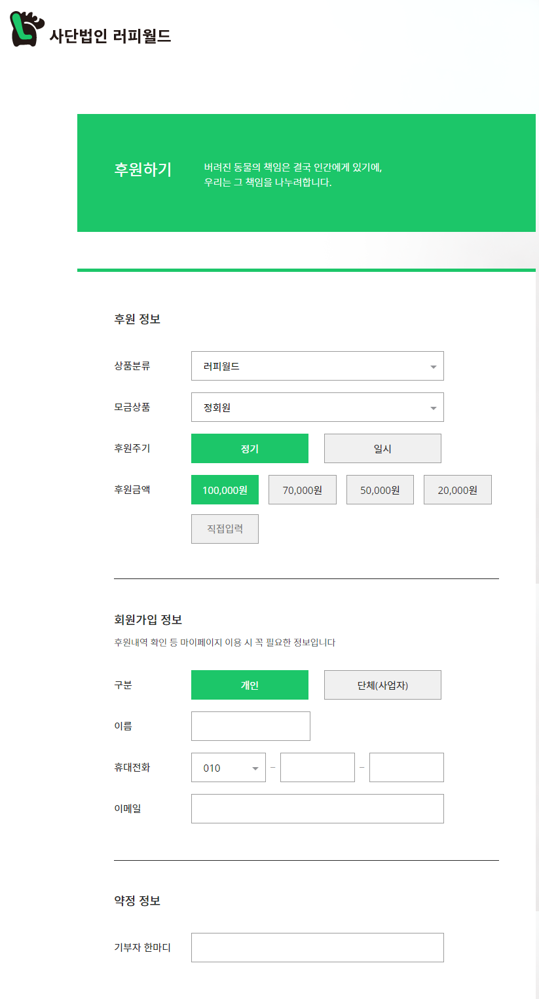 사단법인 러피월드
후원하기
버려진 동물의 책임은 결국 인간에게 있기에,
우리는 그 책임을 나누려합니다.
후원 정보
상품분류 러피월드
모금상품 정회원
후원주기 정기 일시
후원금액 100,000원 70,000원 50,000원 20,000원
직접입력
회원가입 정보
후원내역 확인 등 마이페이지 이용 시 꼭 필요한 정보입니다
구분 개인 단체(사업자)
이름
휴대전화 010 – –
이메일
약정 정보
기부자 한마디